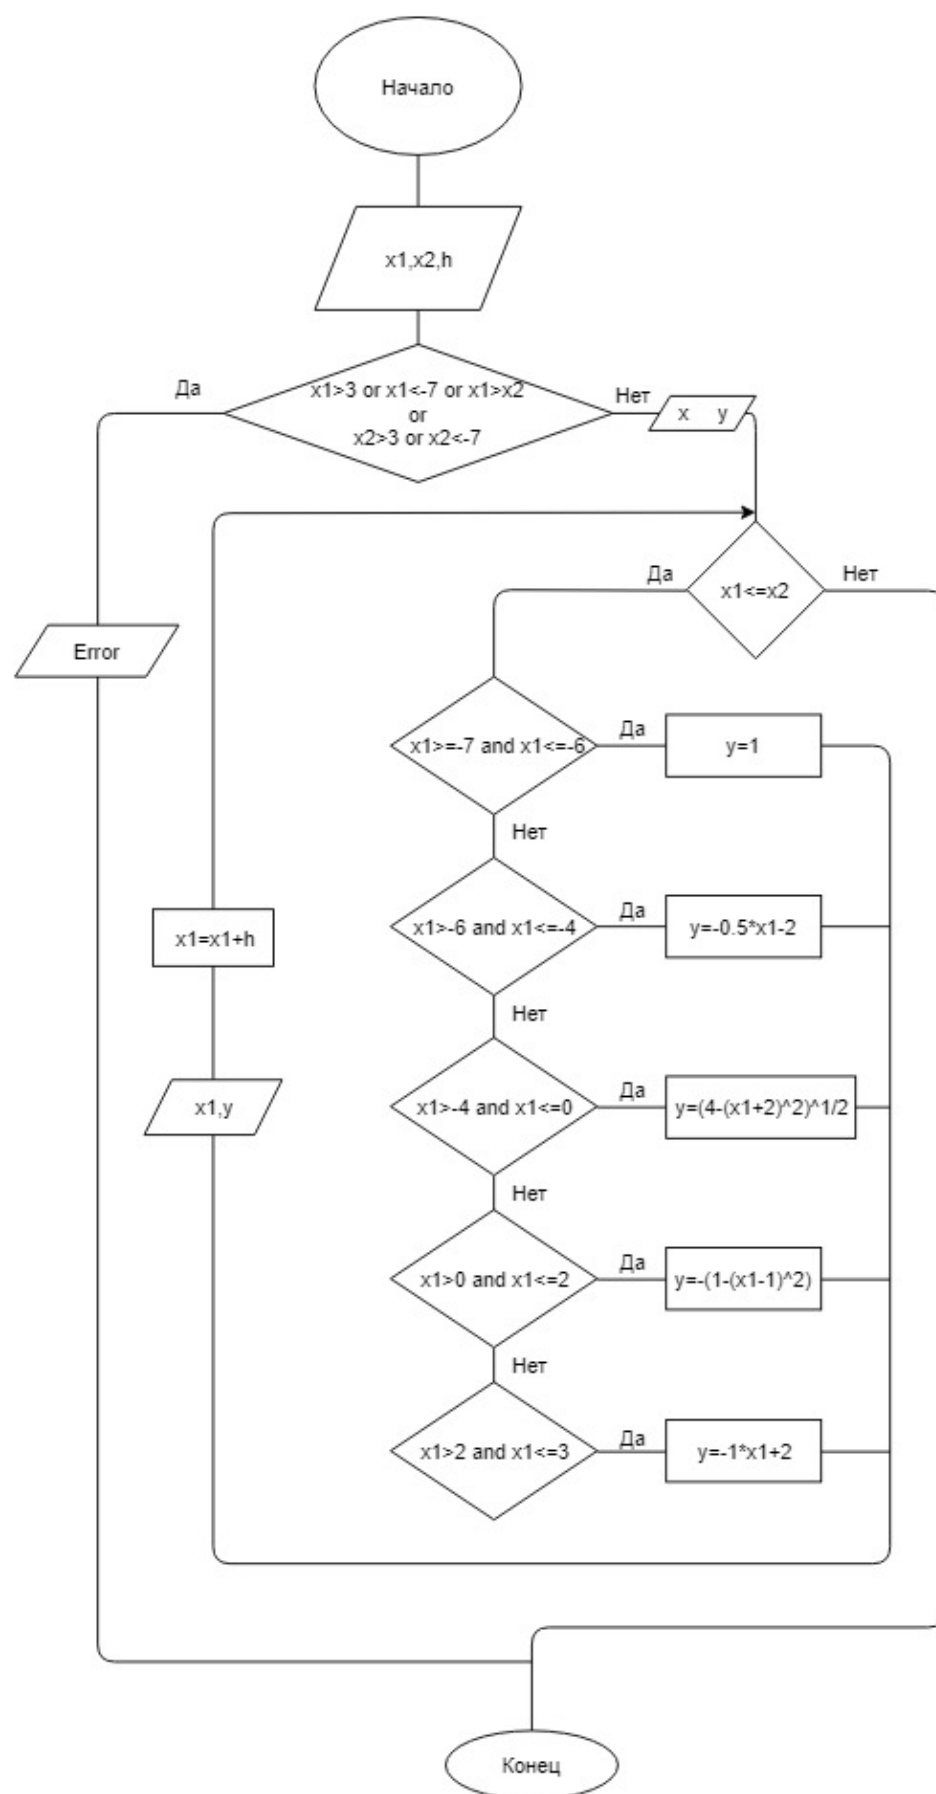 Начало
x1,x2,h
x1>3 or x1<-7 or x1>x2
or
x2>3 or x2<-7
Да
Нет
x y
x1<=x2
Да
Нет
Error
x1>=-7 and x1<=-6
Да
y=1
Нет
x1>-6 and x1<=-4
Да
y=-0.5*x1-2
Нет
x1=x1+h
x1>-4 and x1<=0
Да
y=(4-(x1+2)^2)^1/2
Нет
x1,y
x1>0 and x1<=2
Да
y=-(1-(x1-1)^2)
Нет
x1>2 and x1<=3
Да
y=-1*x1+2
Конец